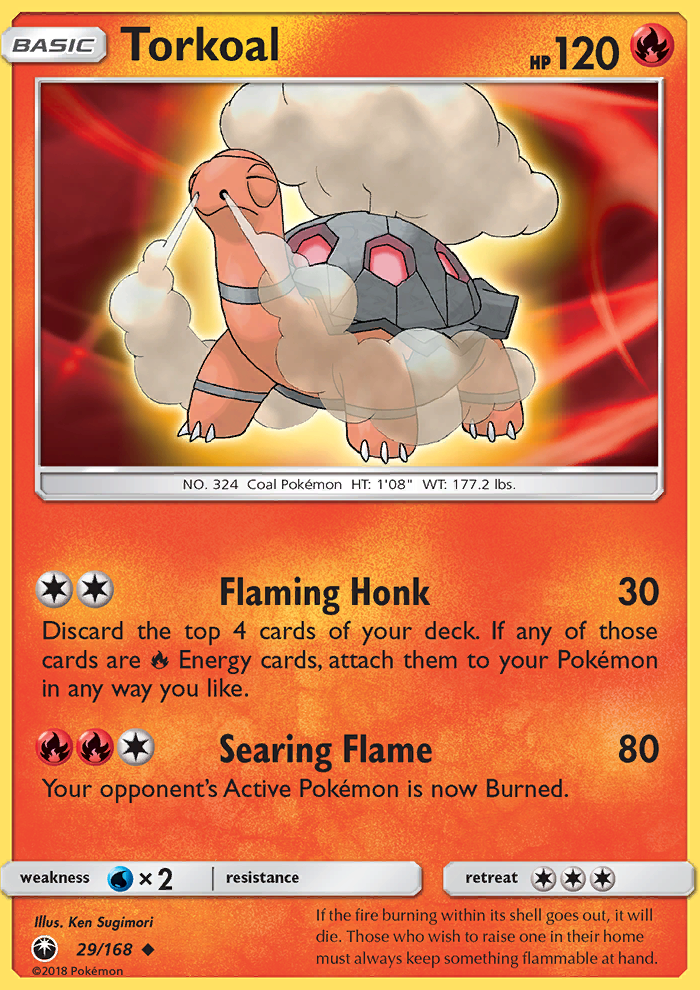 BASIC Torkoal HP 120
NO. 324 Coal Pokémon HT: 1'08" WT: 177.2 lbs.
Flaming Honk 30
Discard the top 4 cards of your deck. If any of those
cards are Energy cards, attach them to your Pokémon
in any way you like.
Searing Flame 80
Your opponent's Active Pokémon is now Burned.
weakness × 2 resistance retreat
Illus. Ken Sugimori
29/168
©2018 Pokémon
If the fire burning within its shell goes out, it will
die. Those who wish to raise one in their home
must always keep something flammable at hand.